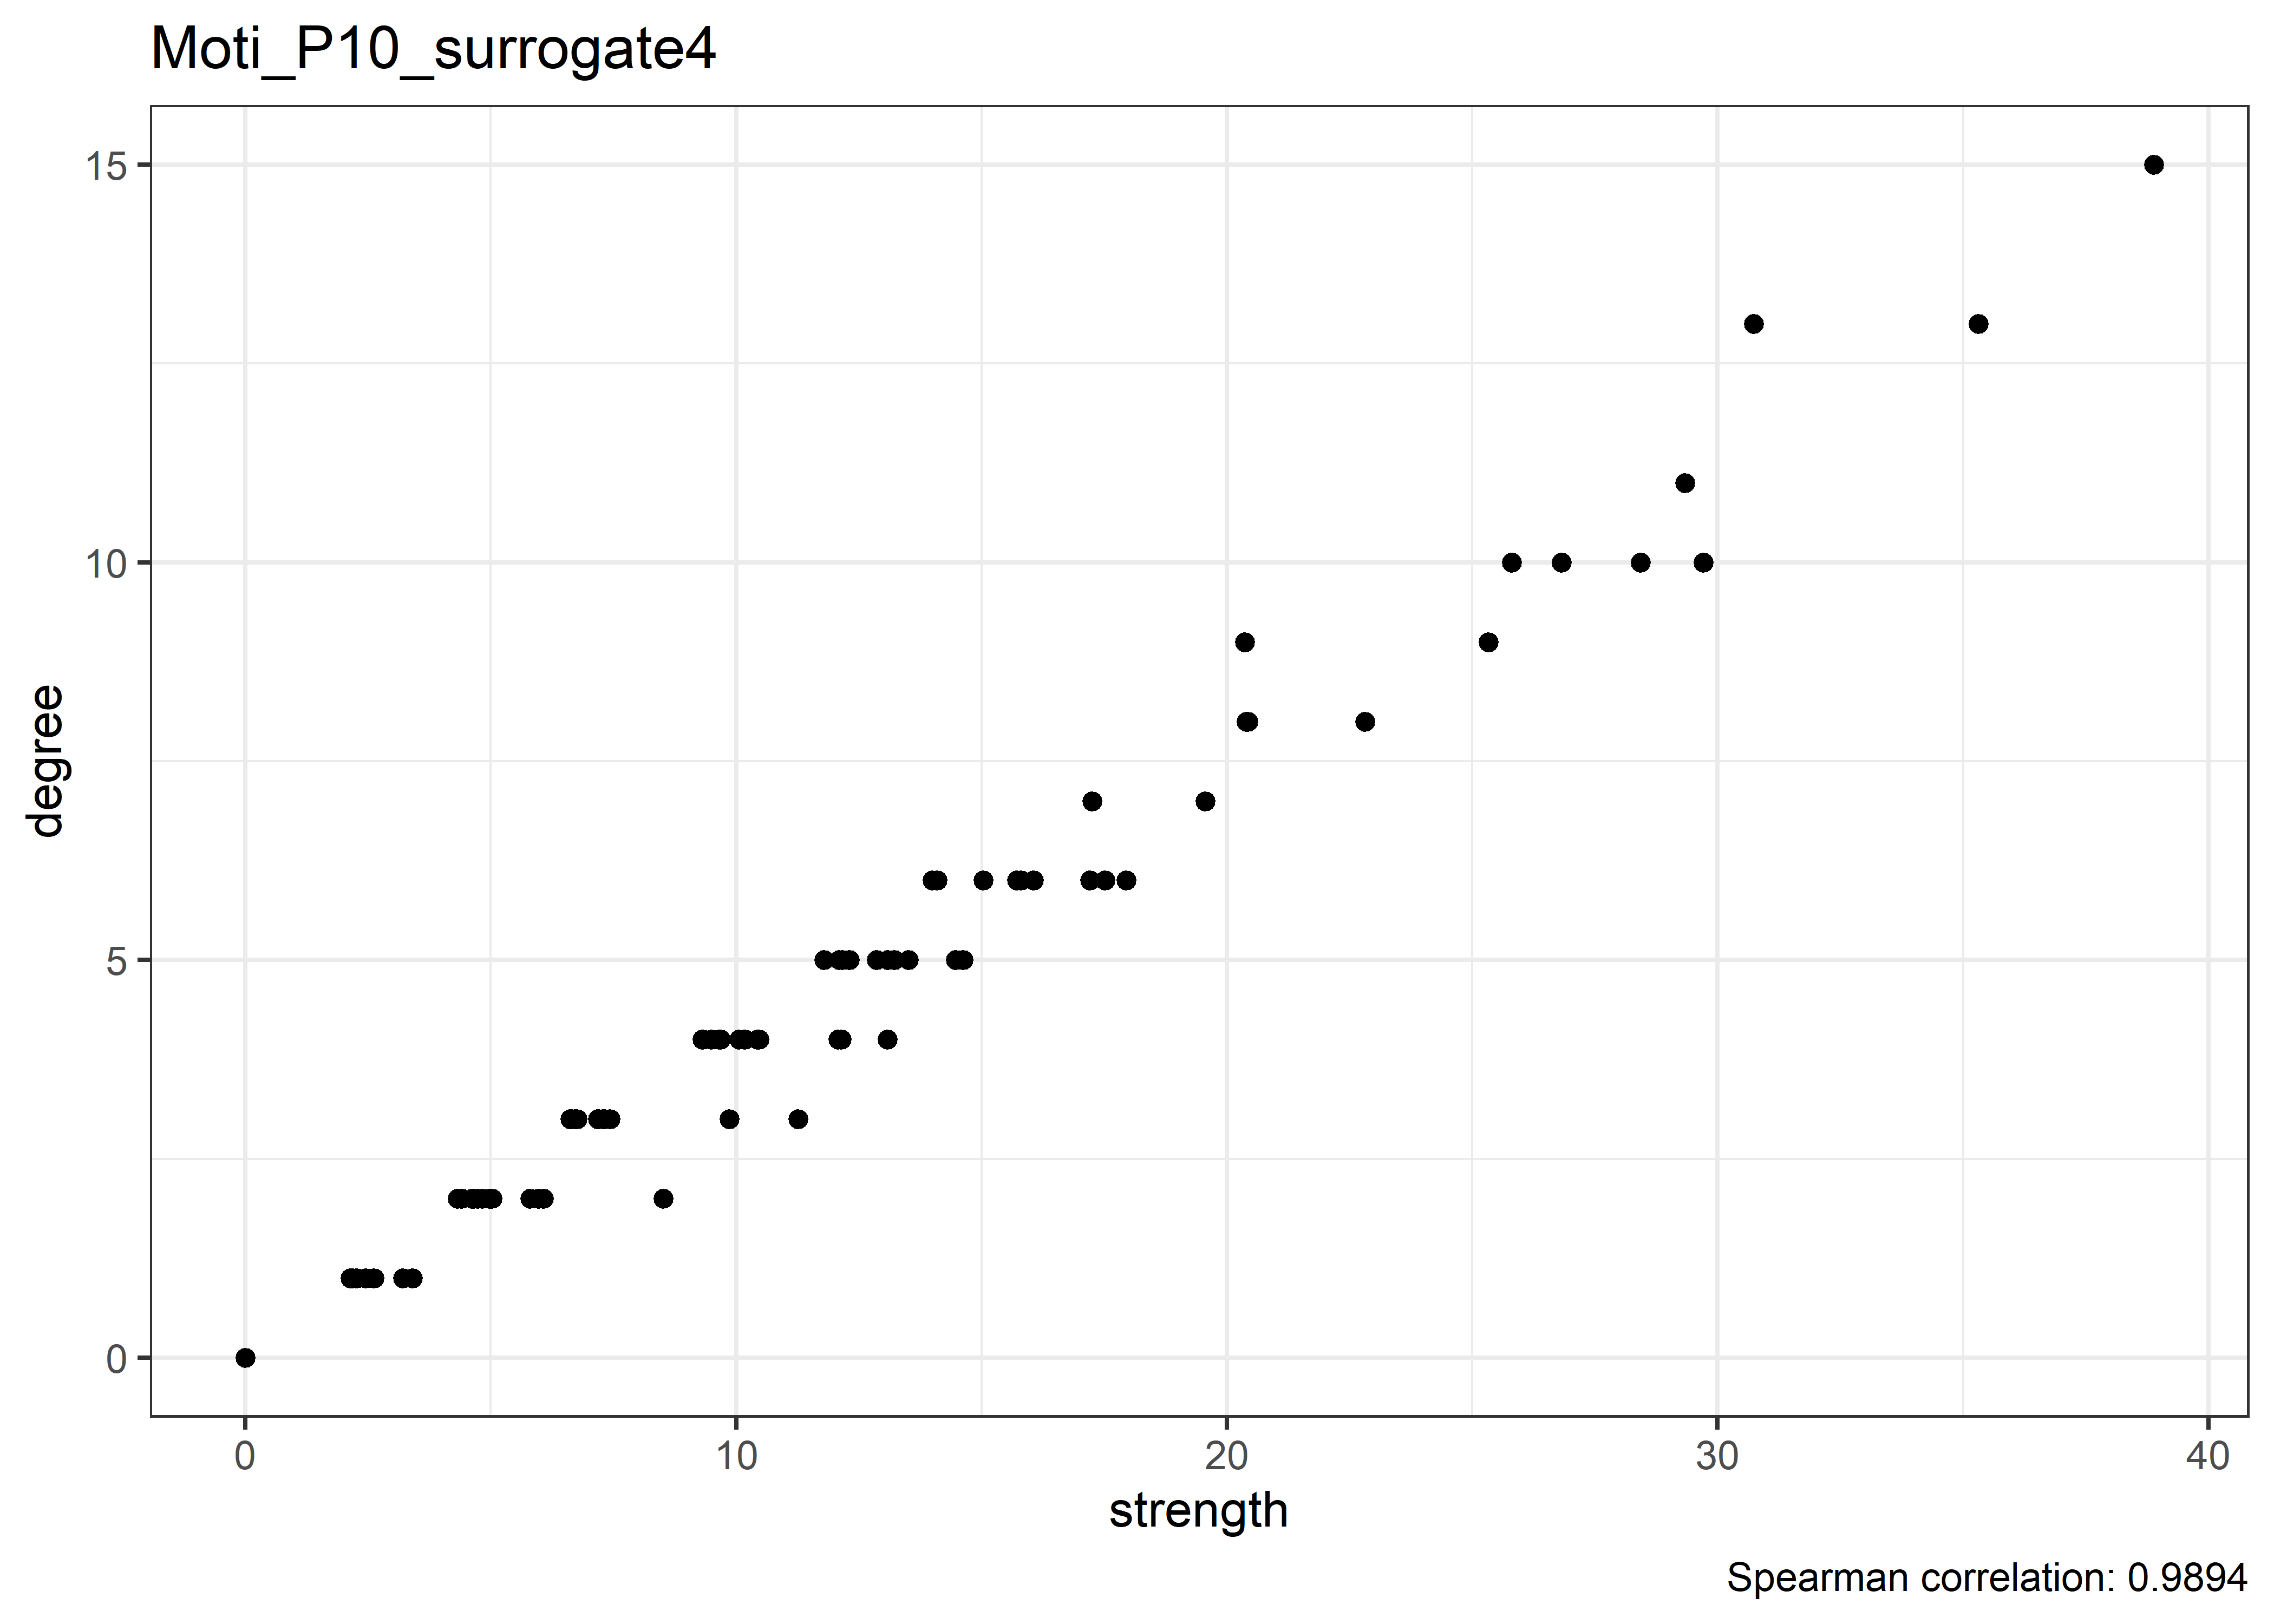 Moti_P10_surrogate4
15
10
5
0
degree
0 10 20 30 40
strength
Spearman correlation: 0.9894